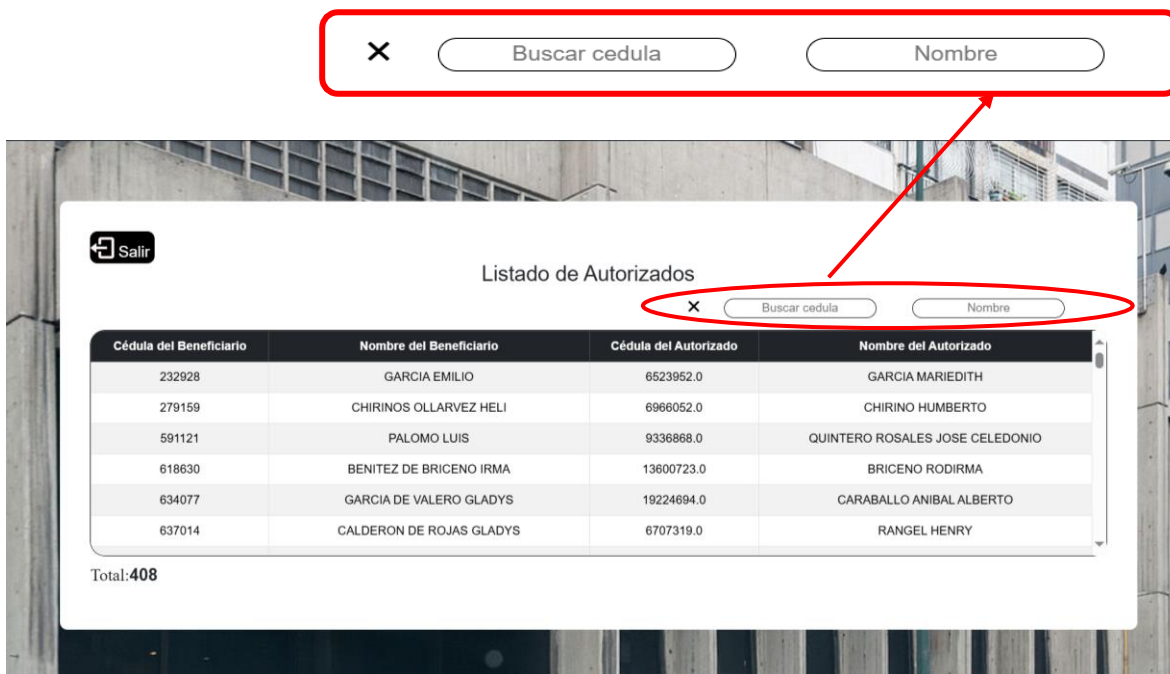 ✕ Buscar cedula Nombre
Salir
Listado de Autorizados
✕ Buscar cedula Nombre
Cédula del Beneficiario Nombre del Beneficiario Cédula del Autorizado Nombre del Autorizado
232928 GARCIA EMILIO 6523952.0 GARCIA MARIEDITH
279159 CHIRINOS OLLARVEZ HELI 6966052.0 CHIRINO HUMBERTO
591121 PALOMO LUIS 9336868.0 QUINTERO ROSALES JOSE CELEDONIO
618630 BENITEZ DE BRICENO IRMA 13600723.0 BRICENO RODIRMA
634077 GARCIA DE VALERO GLADYS 19224694.0 CARABALLO ANIBAL ALBERTO
637014 CALDERON DE ROJAS GLADYS 6707319.0 RANGEL HENRY
Total:408